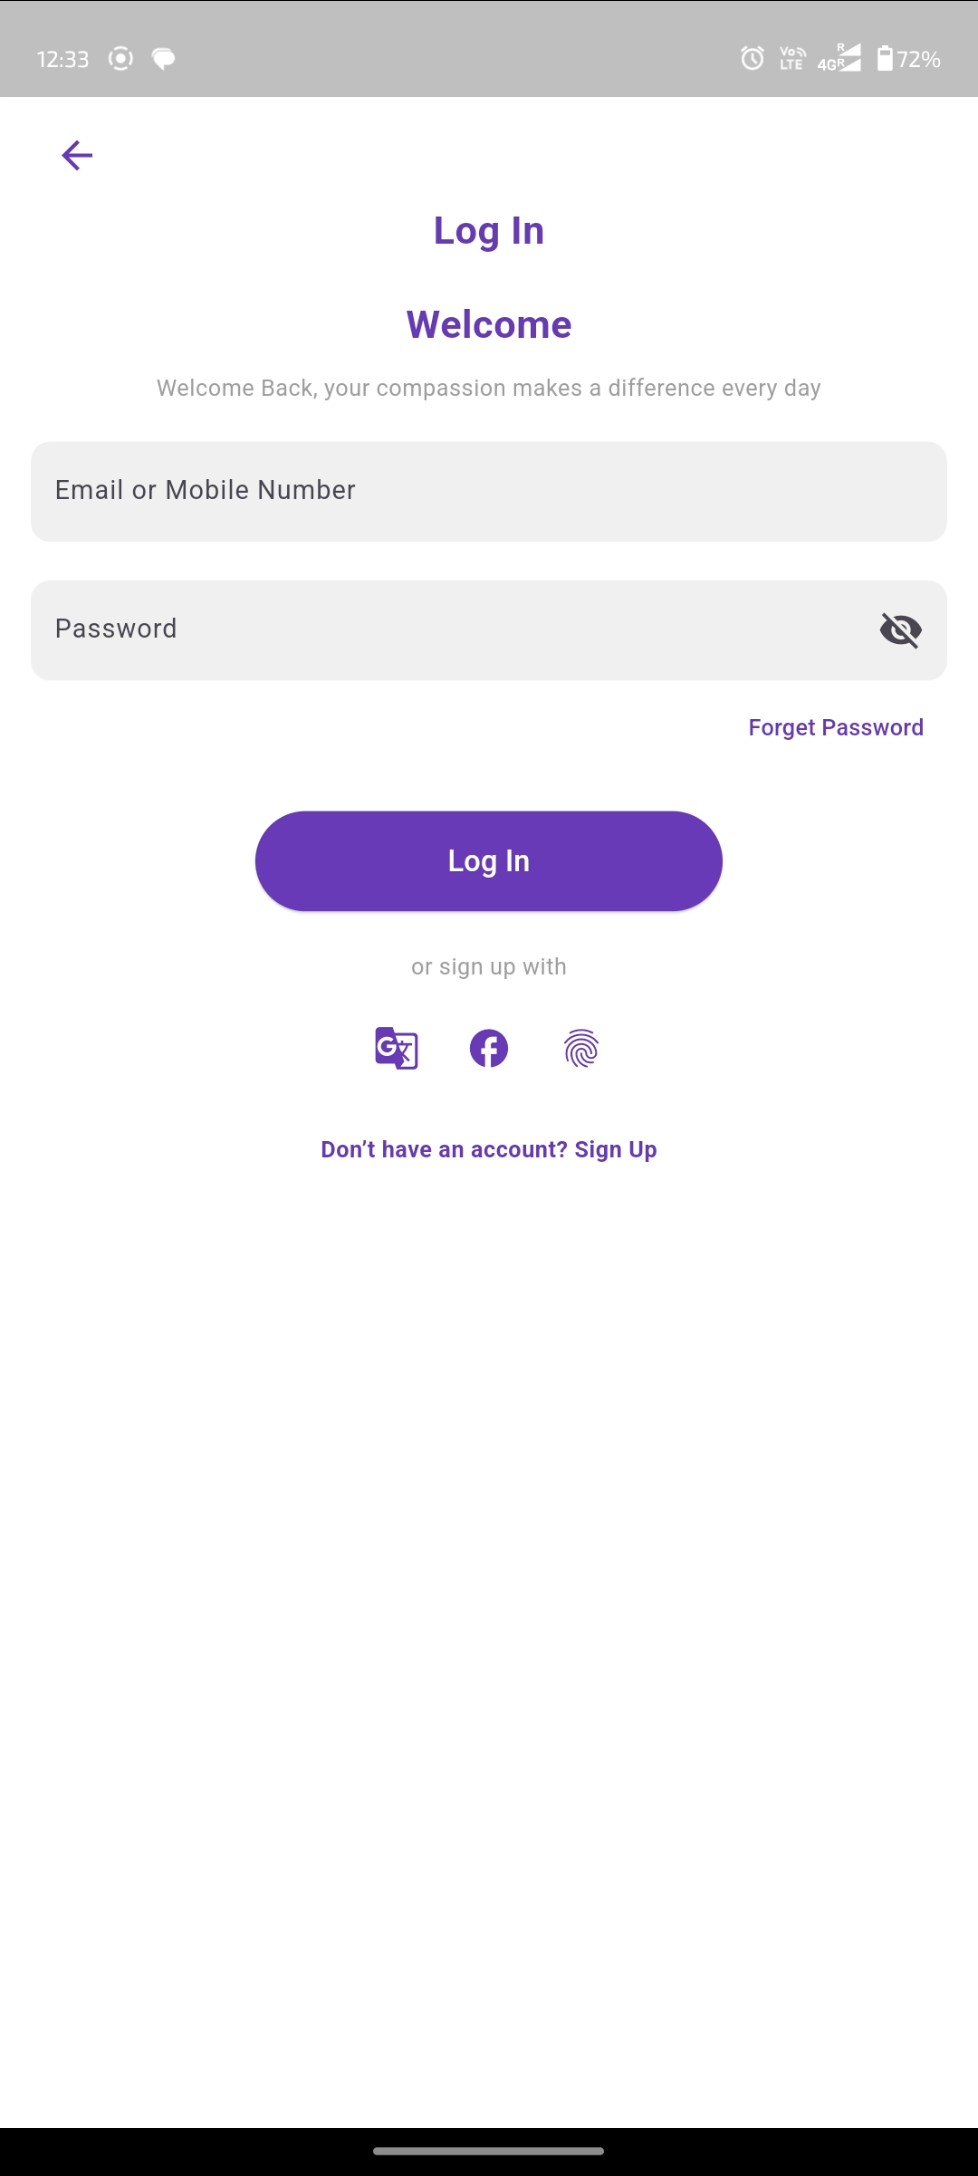 12:33 Vo LTE 4G R R 72%
Log In
Welcome
Welcome Back, your compassion makes a difference every day
Email or Mobile Number
Password
Forget Password
Log In
or sign up with
G 文
Don’t have an account? Sign Up